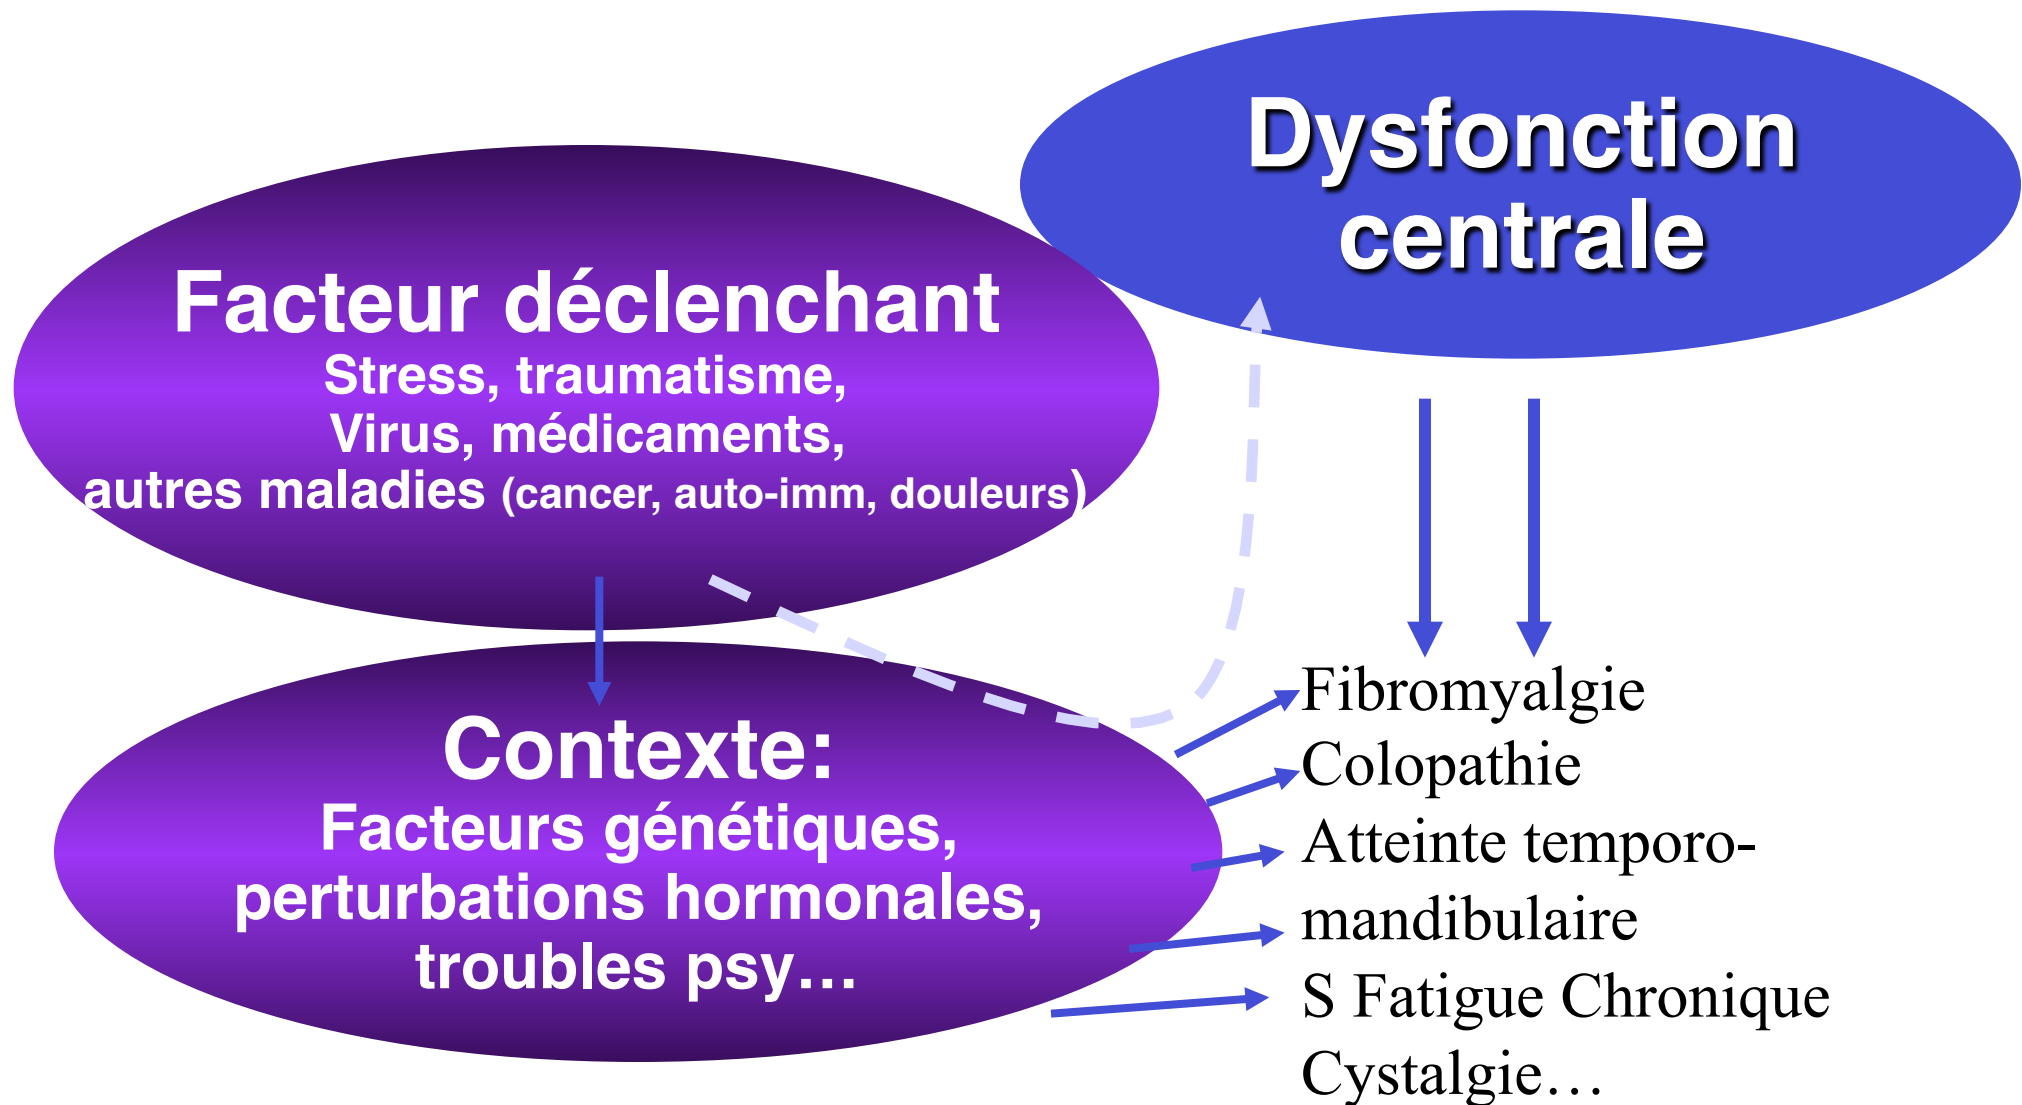 Dysfonction
centrale
Facteur déclenchant
Stress, traumatisme,
Virus, médicaments,
autres maladies (cancer, auto-imm, douleurs)
Contexte:
Facteurs génétiques,
perturbations hormonales,
troubles psy…
Fibromyalgie
Colopathie
Atteinte temporo-
mandibulaire
S Fatigue Chronique
Cystalgie…